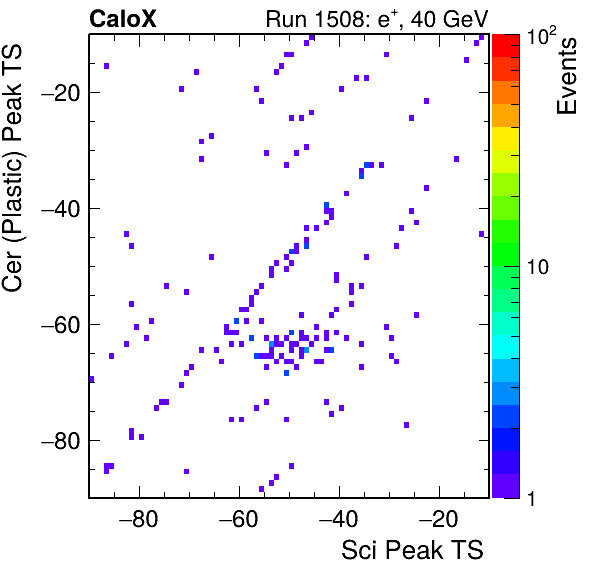 CaloX Run 1508: e⁺, 40 GeV
Cer (Plastic) Peak TS
−20
−40
−60
−80
−80 −60 −40 −20
Sci Peak TS
10²
10
1
Events